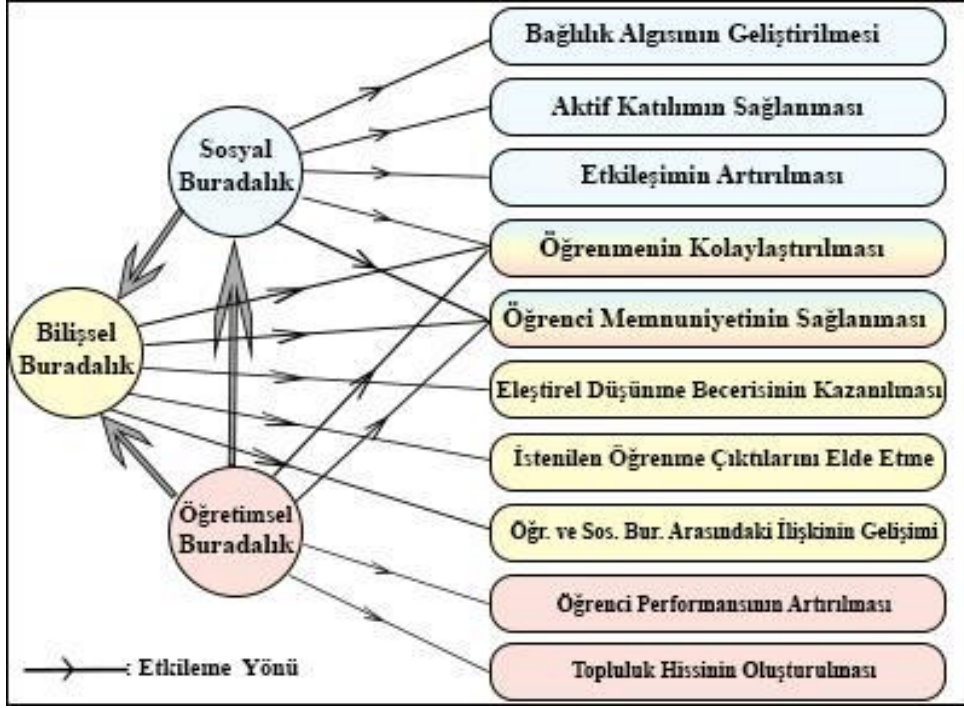 Bağlılık Algısının Geliştirilmesi
Aktif Katılımın Sağlanması
Etkileşimin Artırılması
Öğrenmenin Kolaylaştırılması
Öğrenci Memnuniyetinin Sağlanması
Eleştirel Düşünme Becerisinin Kazanılması
İstenilen Öğrenme Çıktılarını Elde Etme
Öğr. ve Sos. Bur. Arasındaki İlişkinin Gelişimi
Öğrenci Performansının Artırılması
Topluluk Hissinin Oluşturulması
Sosyal
Buradalık
Bilişsel
Buradalık
Öğretimsel
Buradalık
: Etkileme Yönü